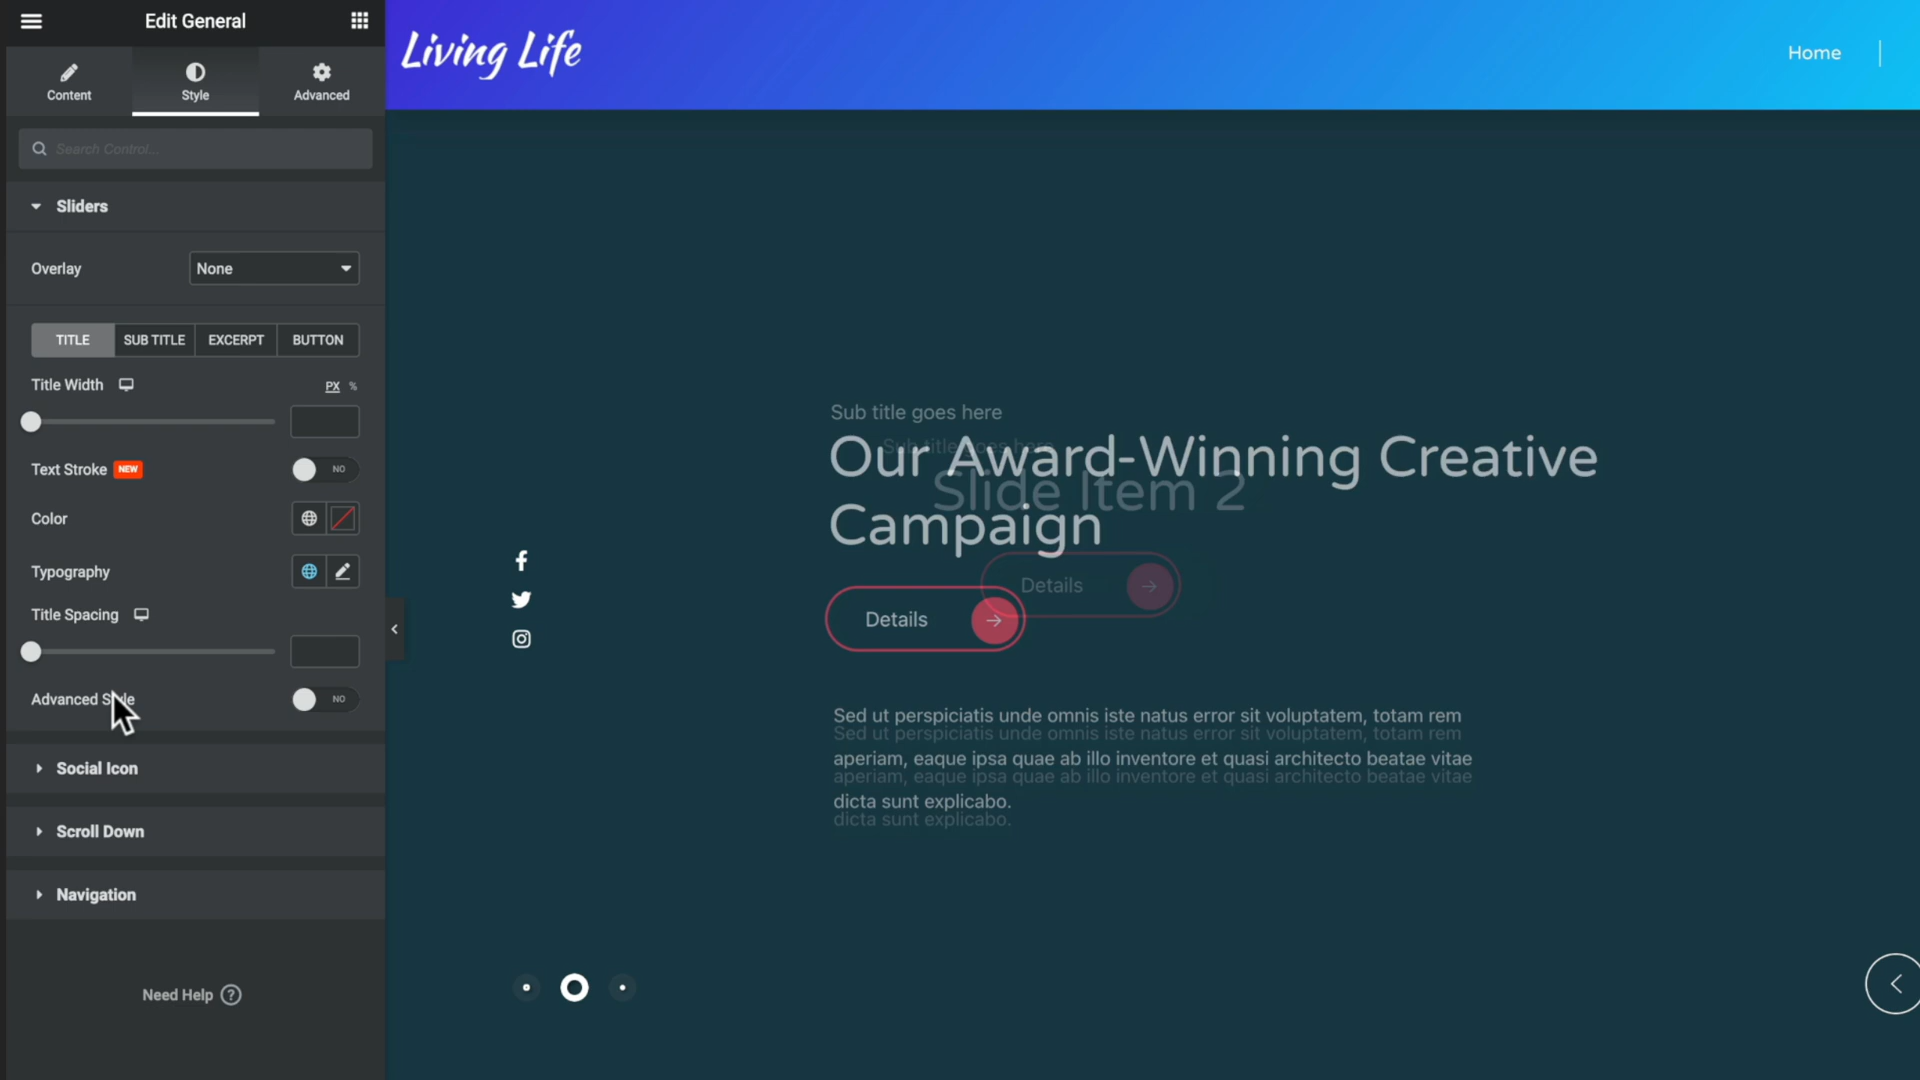 Edit General
Content
Style
Advanced
Search Control...
Sliders
Overlay
None
TITLE
SUB TITLE
EXCERPT
BUTTON
Title Width
PX %
Text Stroke NEW
NO
Color
Typography
Title Spacing
Advanced Style
NO
Social Icon
Scroll Down
Navigation
Need Help ?
Living Life
Home
Sub title goes here
Sub title goes here
Our Award-Winning Creative
Slide Item 2
Campaign
Details
Details
Sed ut perspiciatis unde omnis iste natus error sit voluptatem, totam rem
Sed ut perspiciatis unde omnis iste natus error sit voluptatem, totam rem
aperiam, eaque ipsa quae ab illo inventore et quasi architecto beatae vitae
aperiam, eaque ipsa quae ab illo inventore et quasi architecto beatae vitae
dicta sunt explicabo.
dicta sunt explicabo.